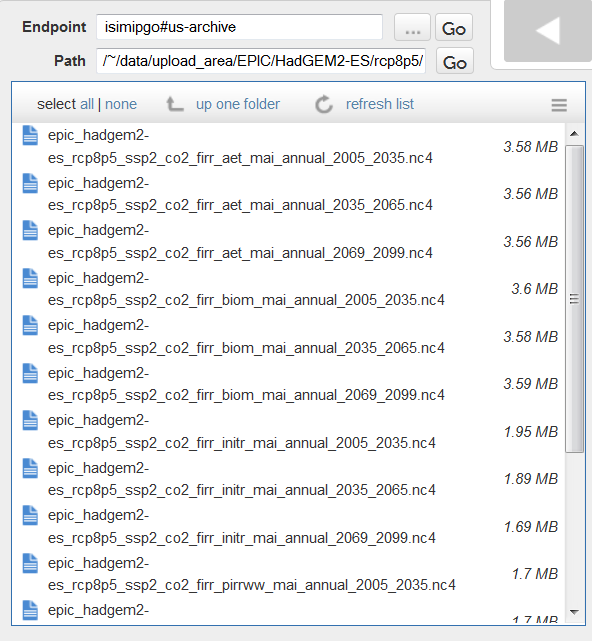 Endpoint isimipgo#us-archive ... Go
Path /~/data/upload_area/EPIC/HadGEM2-ES/rcp8p5/ Go
select all | none up one folder refresh list
epic_hadgem2-
es_rcp8p5_ssp2_co2_firr_aet_mai_annual_2005_2035.nc4 3.58 MB
epic_hadgem2-
es_rcp8p5_ssp2_co2_firr_aet_mai_annual_2035_2065.nc4 3.56 MB
epic_hadgem2-
es_rcp8p5_ssp2_co2_firr_aet_mai_annual_2069_2099.nc4 3.56 MB
epic_hadgem2-
es_rcp8p5_ssp2_co2_firr_biom_mai_annual_2005_2035.nc4 3.6 MB
epic_hadgem2-
es_rcp8p5_ssp2_co2_firr_biom_mai_annual_2035_2065.nc4 3.58 MB
epic_hadgem2-
es_rcp8p5_ssp2_co2_firr_biom_mai_annual_2069_2099.nc4 3.59 MB
epic_hadgem2-
es_rcp8p5_ssp2_co2_firr_initr_mai_annual_2005_2035.nc4 1.95 MB
epic_hadgem2-
es_rcp8p5_ssp2_co2_firr_initr_mai_annual_2035_2065.nc4 1.89 MB
epic_hadgem2-
es_rcp8p5_ssp2_co2_firr_initr_mai_annual_2069_2099.nc4 1.69 MB
epic_hadgem2-
es_rcp8p5_ssp2_co2_firr_pirrww_mai_annual_2005_2035.nc4 1.7 MB
epic_hadgem2- 1.7 MB